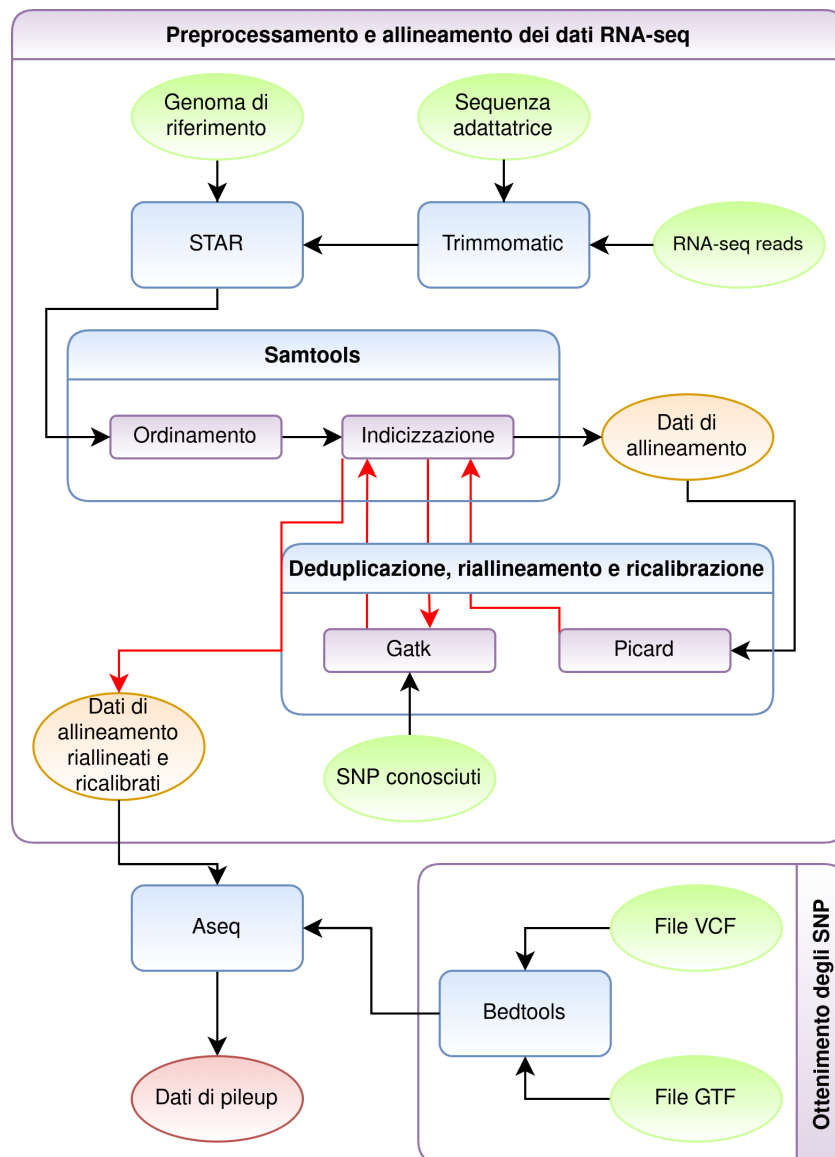 Preprocessamento e allineamento dei dati RNA-seq
Genoma di
riferimento
Sequenza
adattatrice
STAR
Trimmomatic
RNA-seq reads
Samtools
Ordinamento
Indicizzazione
Dati di
allineamento
Deduplicazione, riallineamento e ricalibrazione
Gatk
Picard
Dati di
allineamento
riallineati e
ricalibrati
SNP conosciuti
Aseq
File VCF
Bedtools
Ottenimento degli SNP
Dati di pileup
File GTF